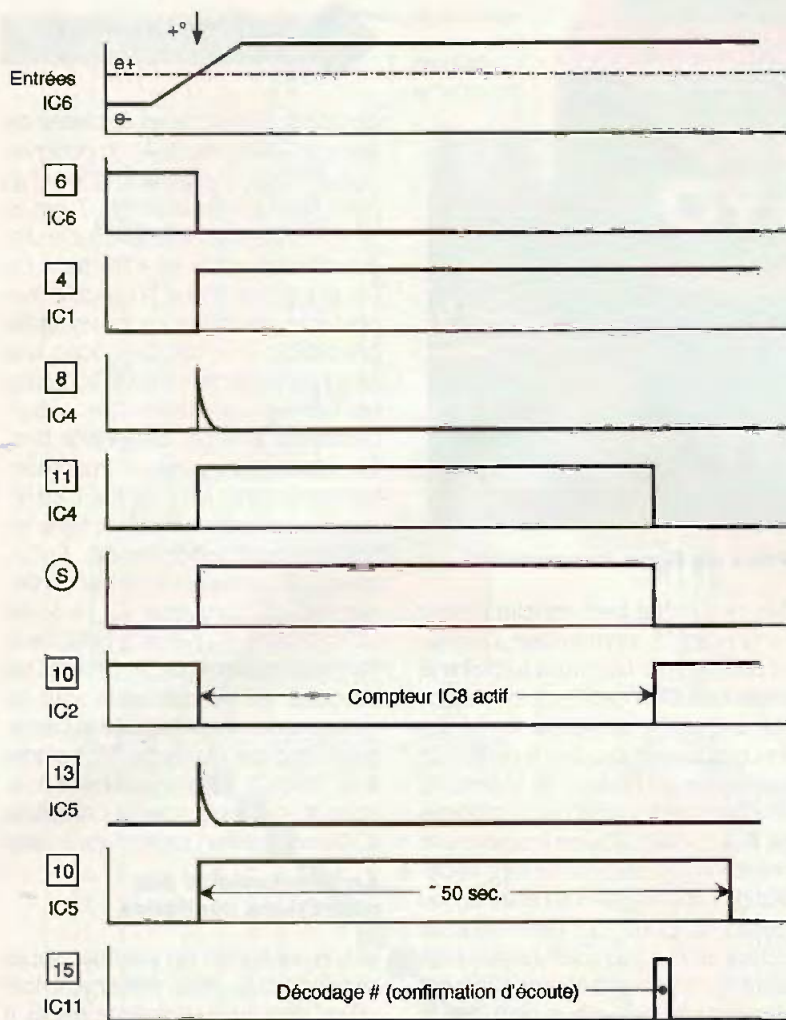 +°
e+
Entrées
IC6
e-
6
IC6
4
IC1
8
IC4
11
IC4
S
10
IC2
Compteur IC8 actif
13
IC5
10
IC5
~50 sec.
15
IC11
Décodage # (confirmation d'écoute)